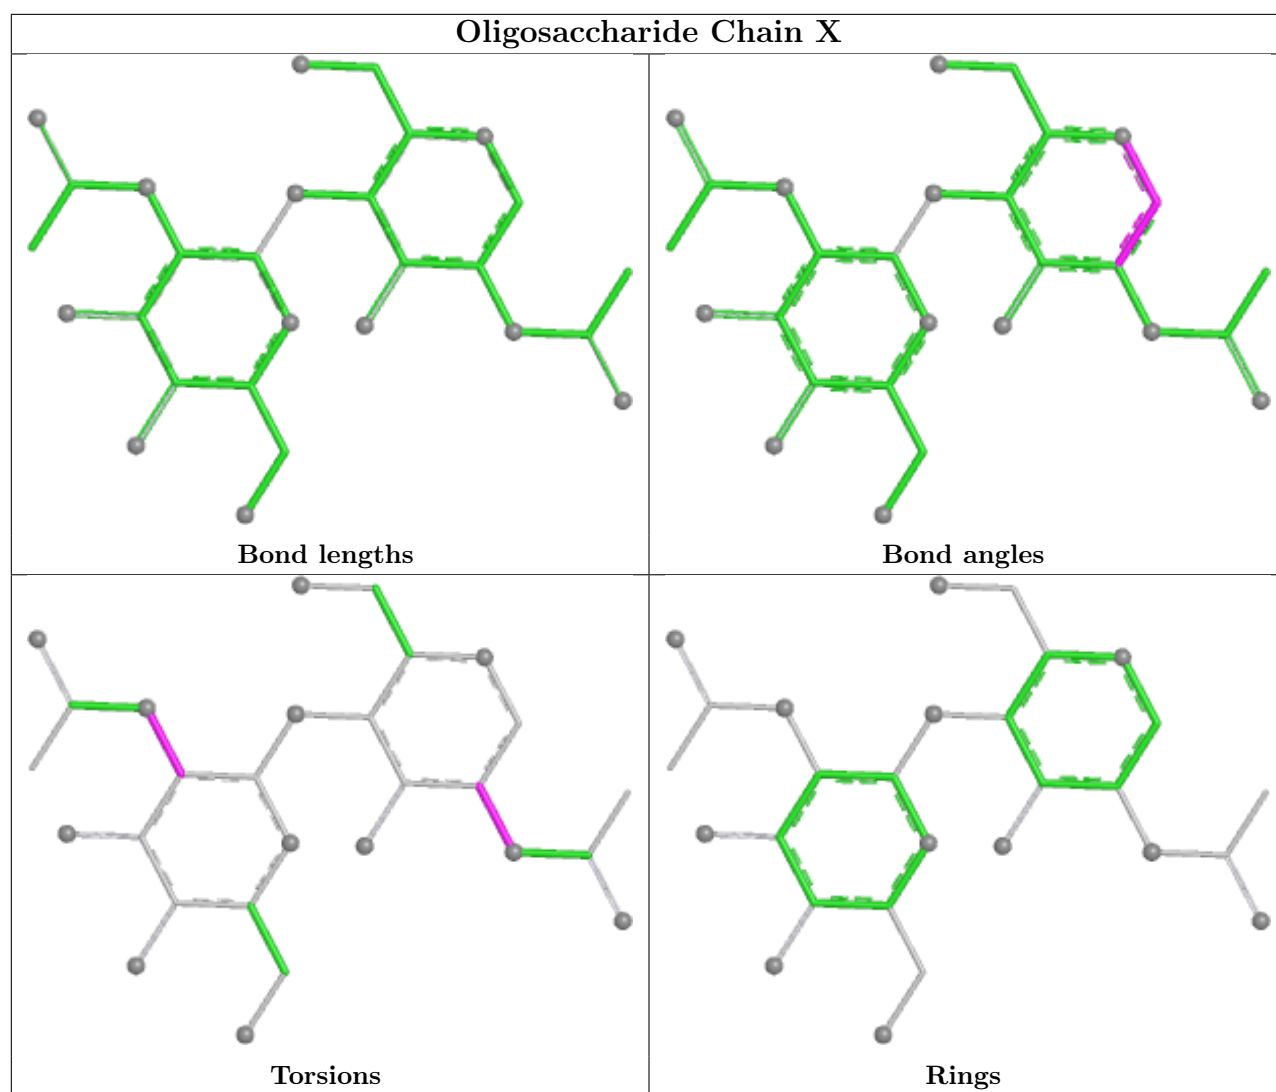 Oligosaccharide Chain X
Bond lengths
Bond angles
Torsions
Rings